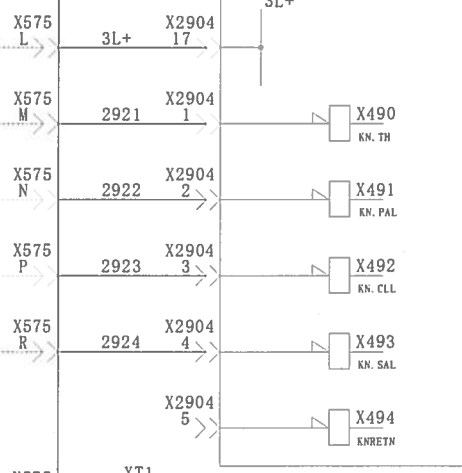 3L+
X575 X2904
L 3L+ 17
X575 X2904 X490
M 2921 1
KN. TH
X575 X2904 X491
N 2922 2
KN. PAL
X575 X2904 X492
P 2923 3
KN. CLL
X575 X2904 X493
R 2924 4
KN. SAL
X2904 X494
5
KNRETN
XT1